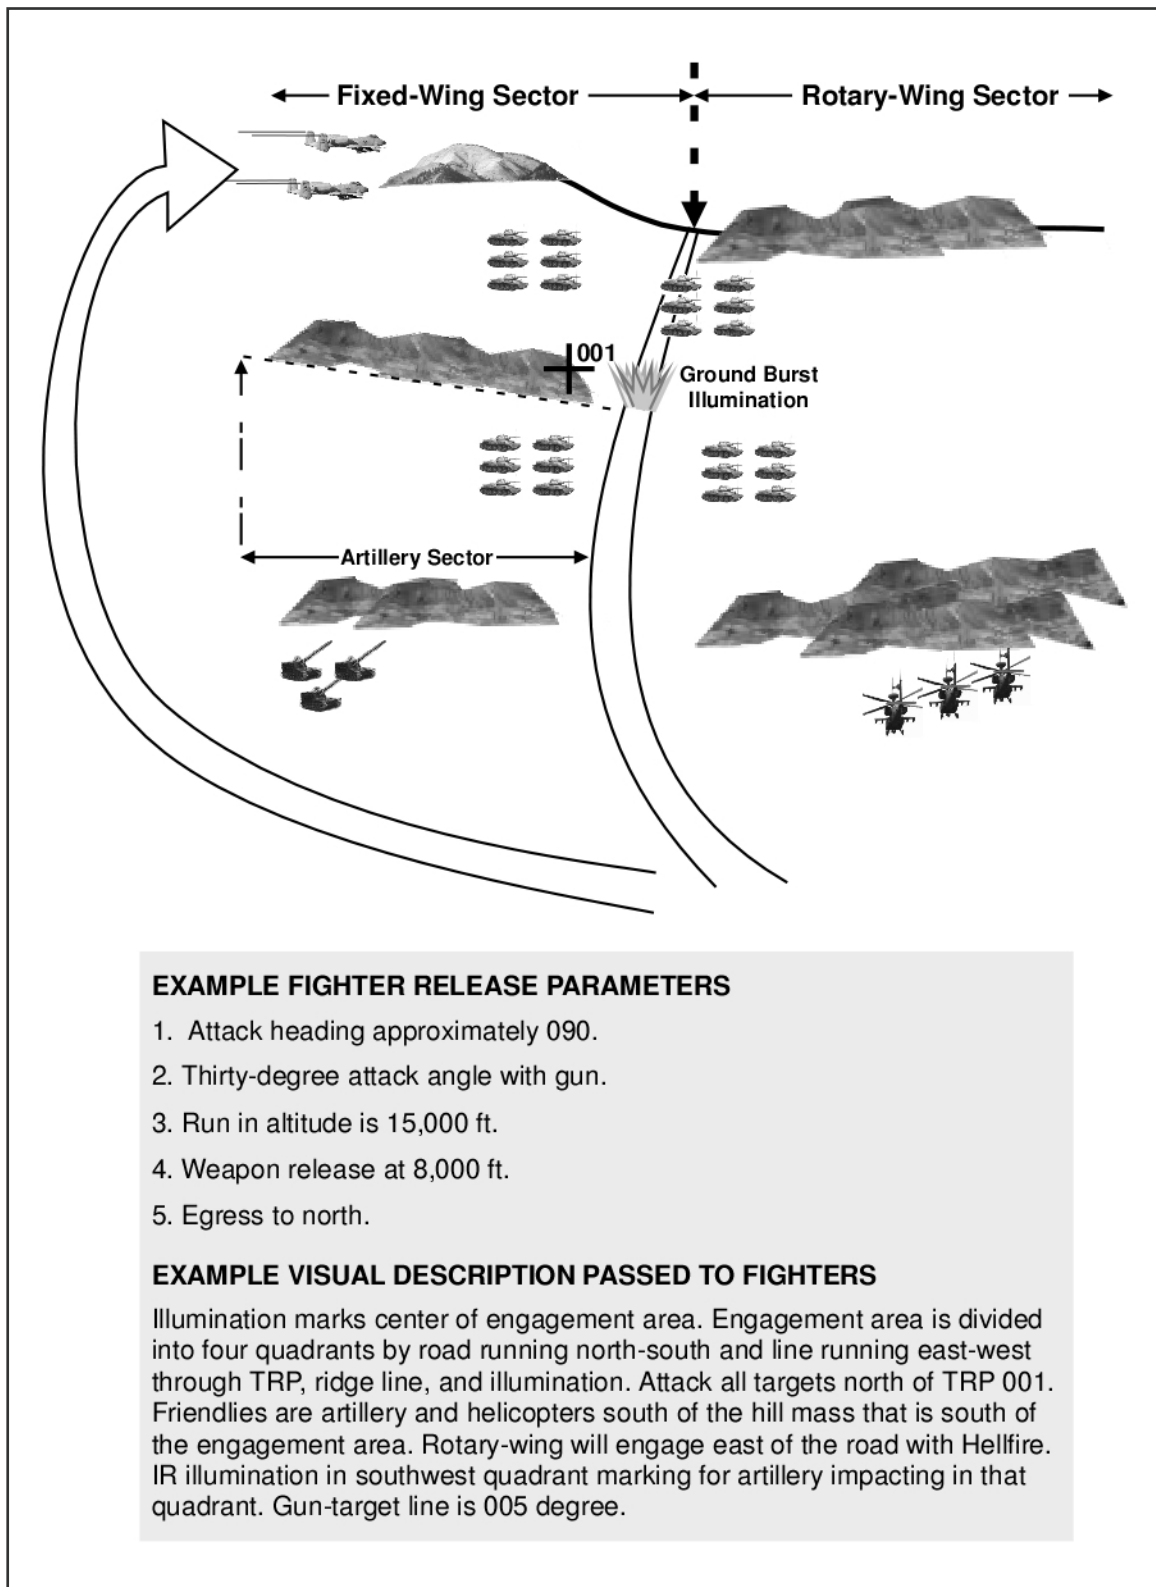 Fixed-Wing Sector
Rotary-Wing Sector
001
Ground Burst
Illumination
Artillery Sector
EXAMPLE FIGHTER RELEASE PARAMETERS
1. Attack heading approximately 090.
2. Thirty-degree attack angle with gun.
3. Run in altitude is 15,000 ft.
4. Weapon release at 8,000 ft.
5. Egress to north.
EXAMPLE VISUAL DESCRIPTION PASSED TO FIGHTERS
Illumination marks center of engagement area. Engagement area is divided
into four quadrants by road running north-south and line running east-west
through TRP, ridge line, and illumination. Attack all targets north of TRP 001.
Friendlies are artillery and helicopters south of the hill mass that is south of
the engagement area. Rotary-wing will engage east of the road with Hellfire.
IR illumination in southwest quadrant marking for artillery impacting in that
quadrant. Gun-target line is 005 degree.